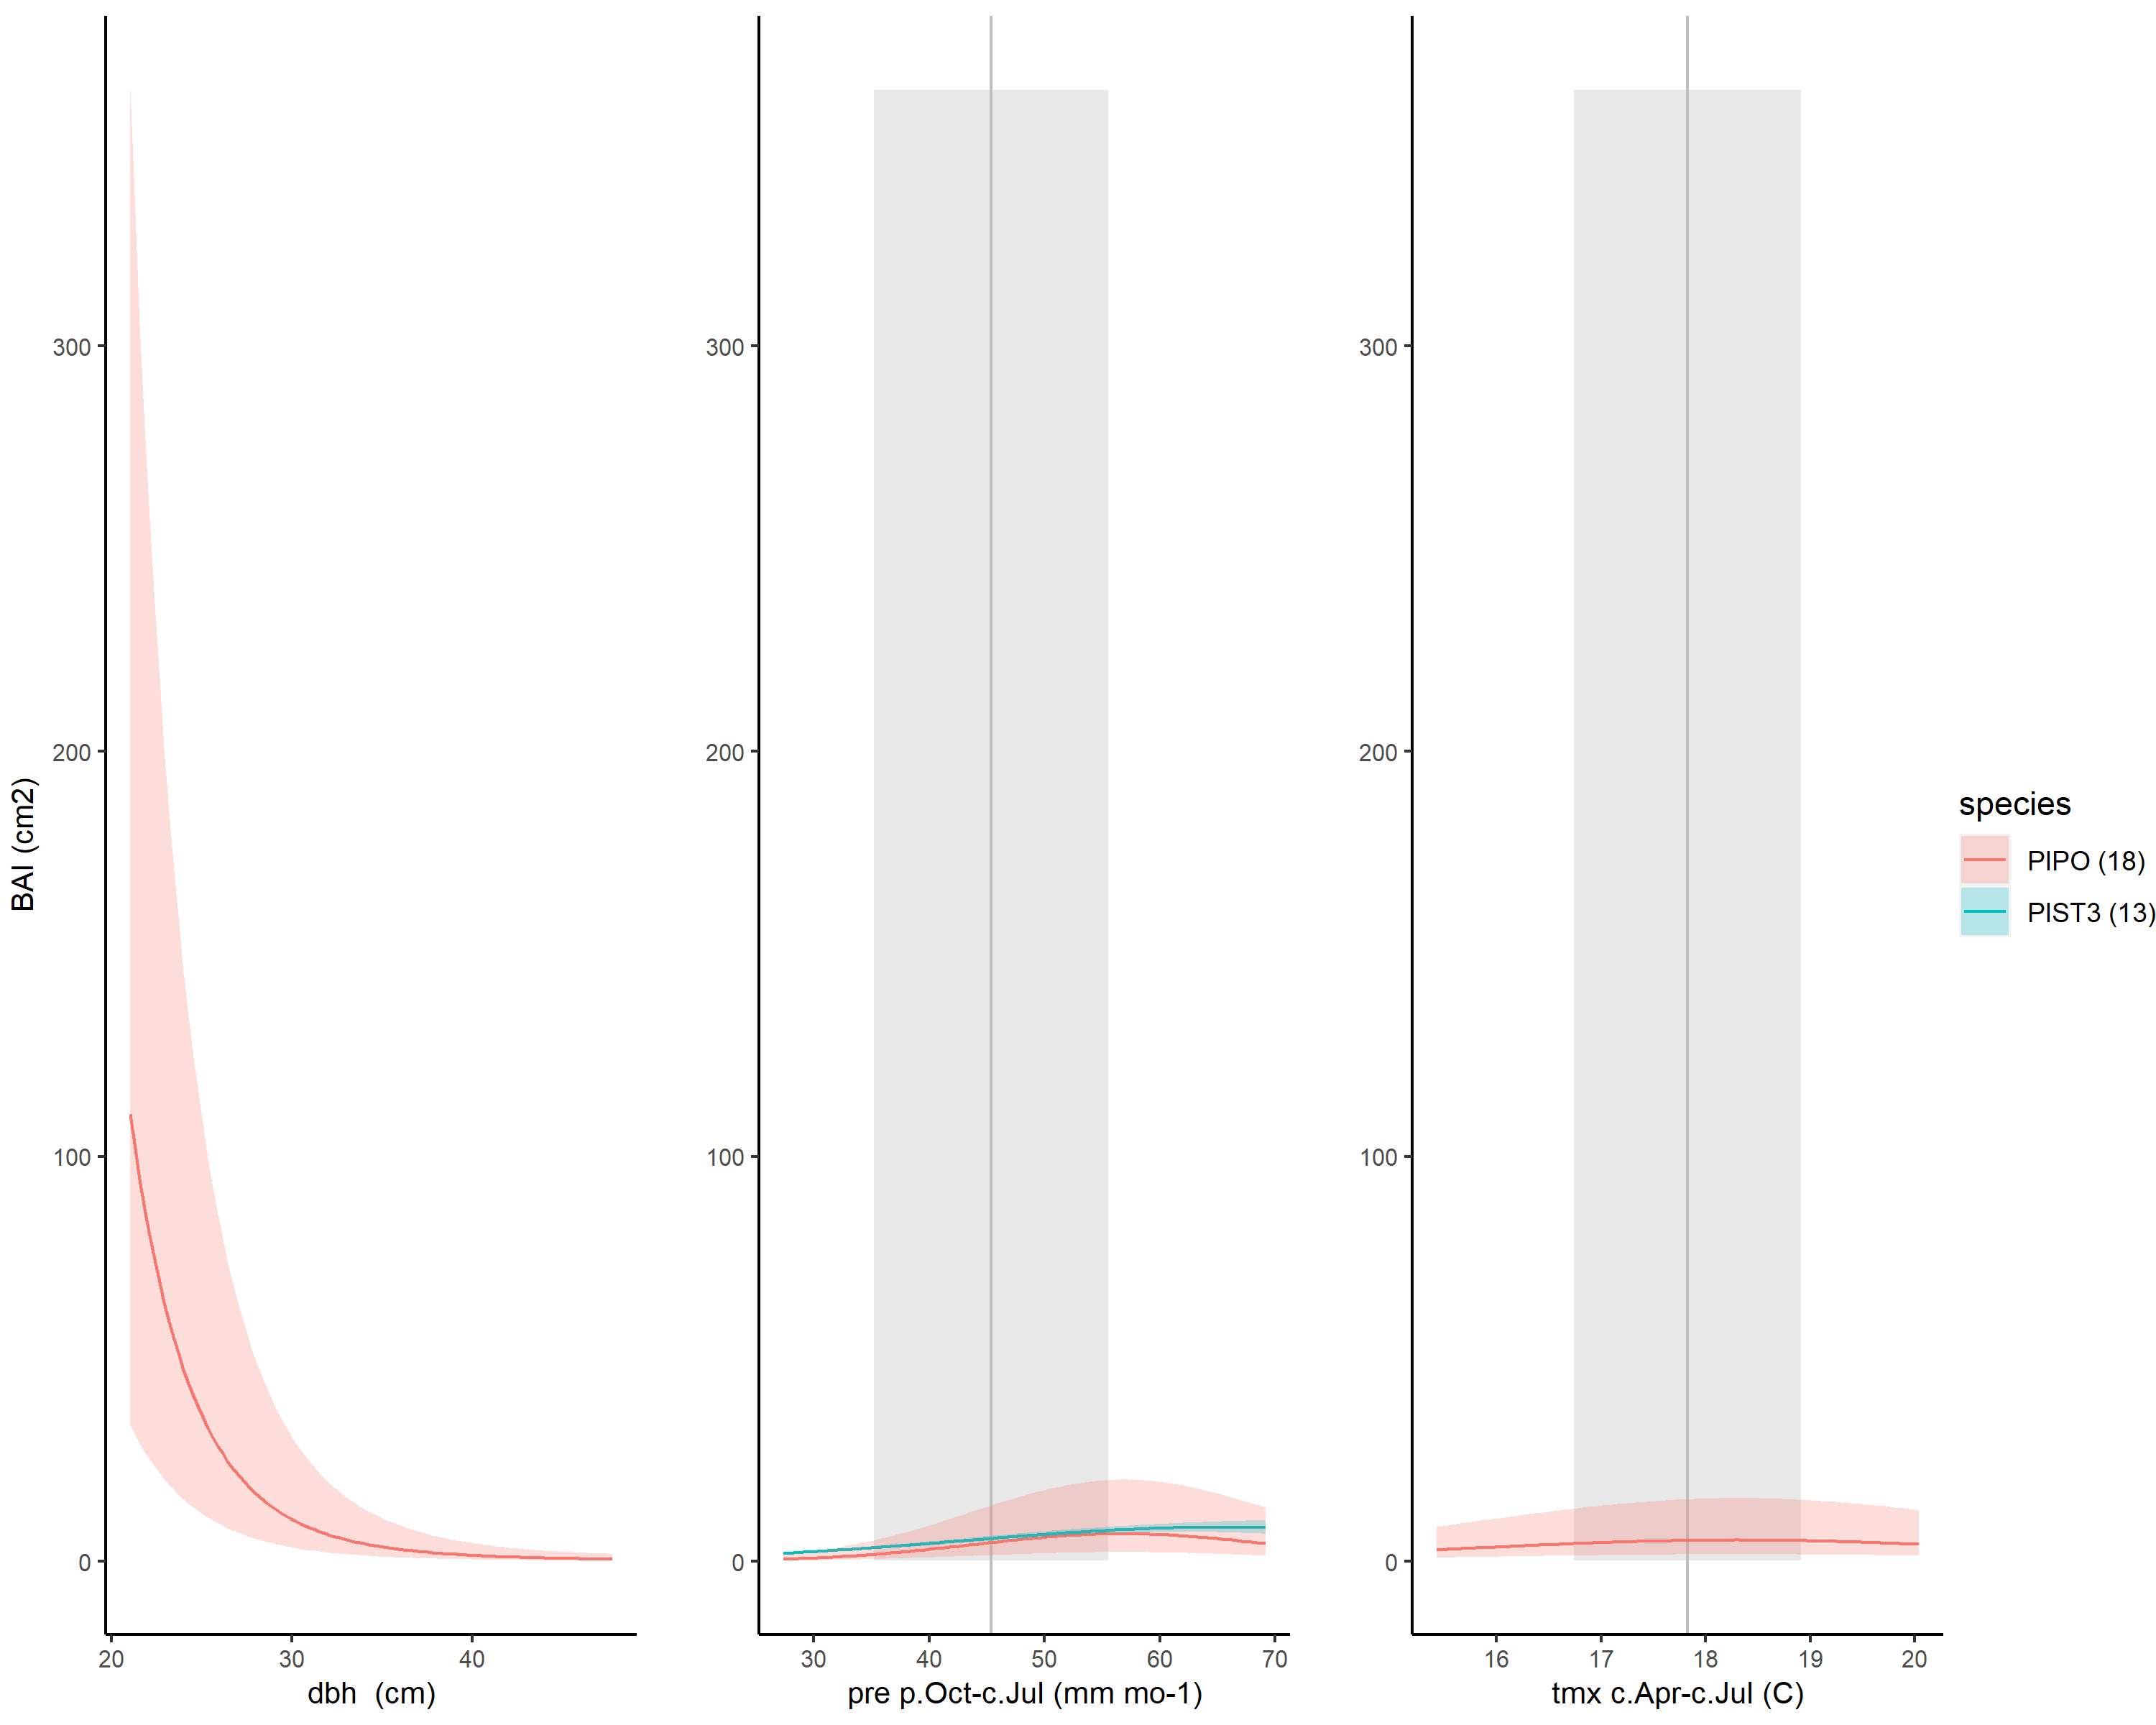 BAI (cm2)
300
200
100
0
20 30 40
dbh  (cm)
300
200
100
0
30 40 50 60 70
pre p.Oct-c.Jul (mm mo-1)
300
200
100
0
16 17 18 19 20
tmx c.Apr-c.Jul (C)
species
PIPO (18)
PIST3 (13)